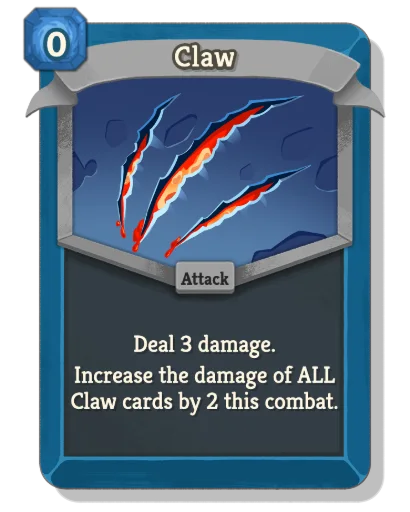 0
Claw
Attack
Deal 3 damage.
Increase the damage of ALL
Claw cards by 2 this combat.